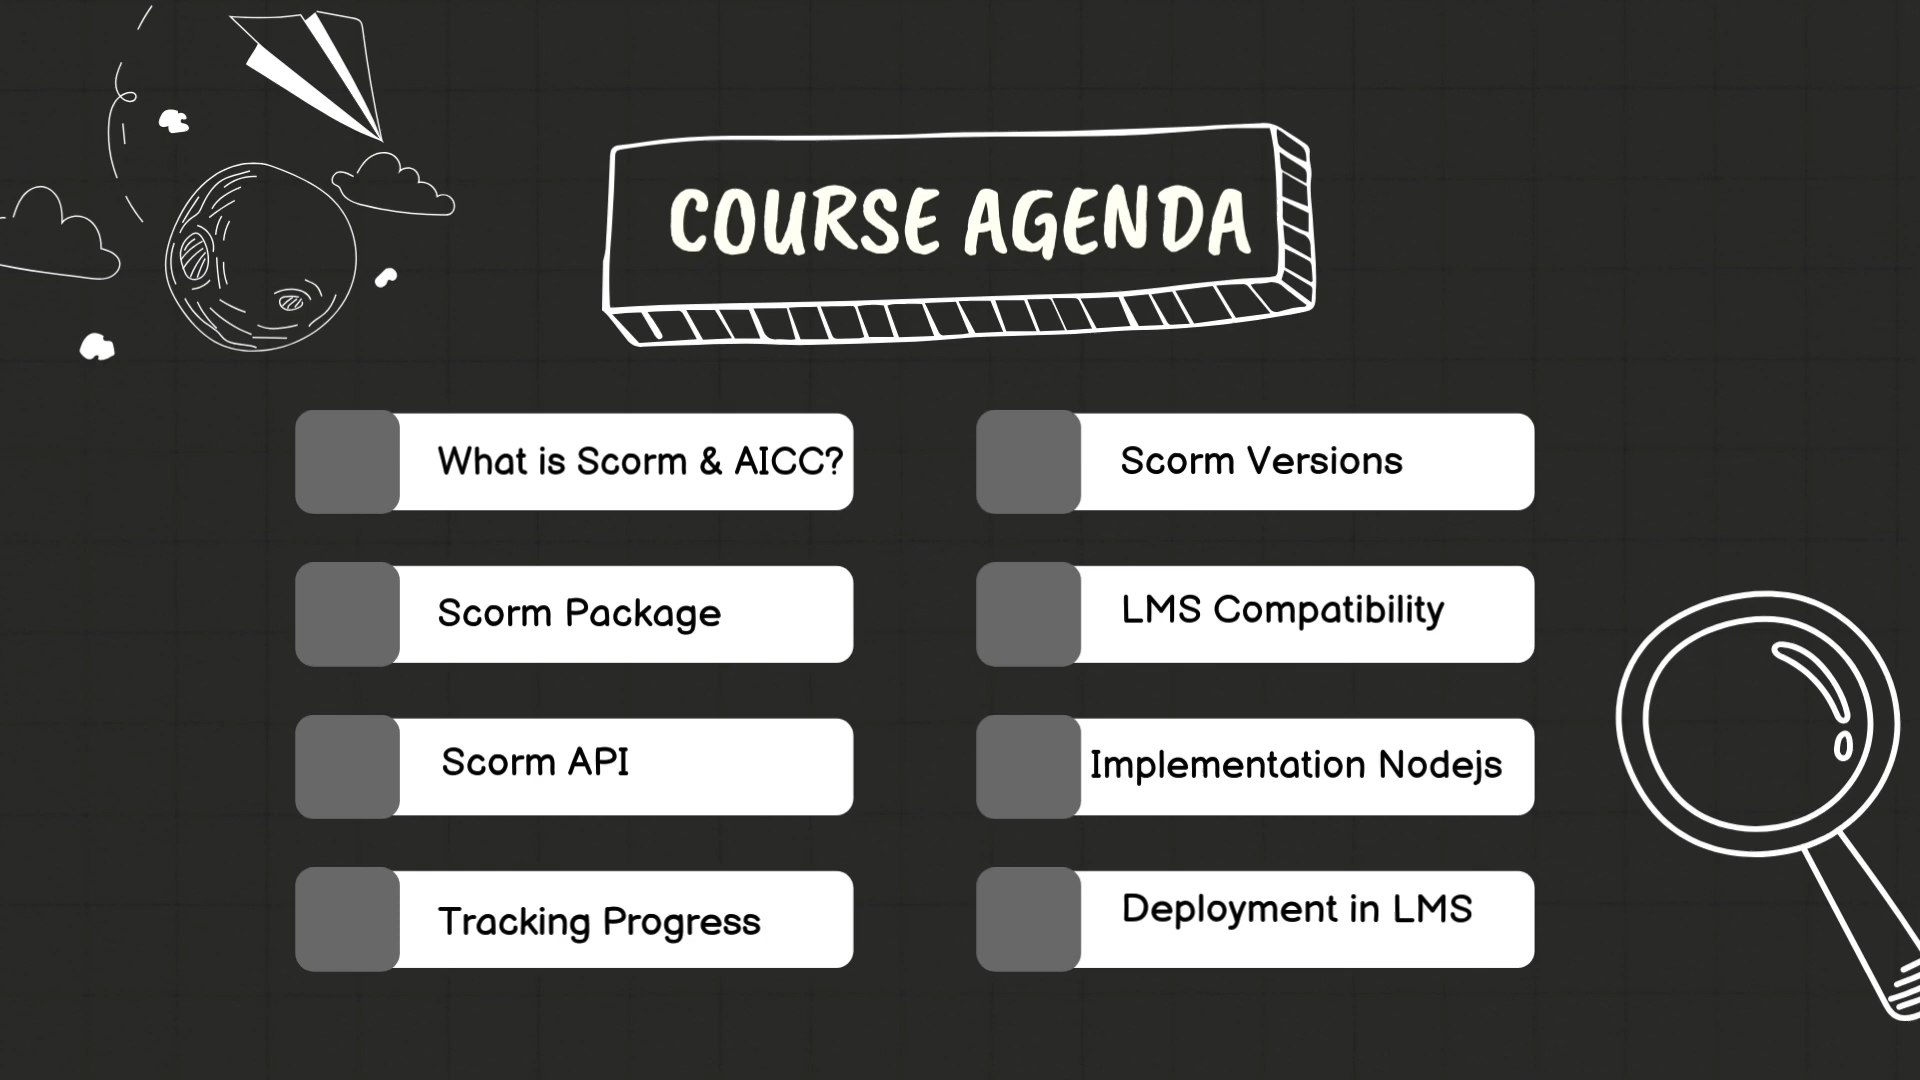 COURSE AGENDA
What is Scorm & AICC?
Scorm Package
Scorm API
Tracking Progress
Scorm Versions
LMS Compatibility
Implementation Nodejs
Deployment in LMS